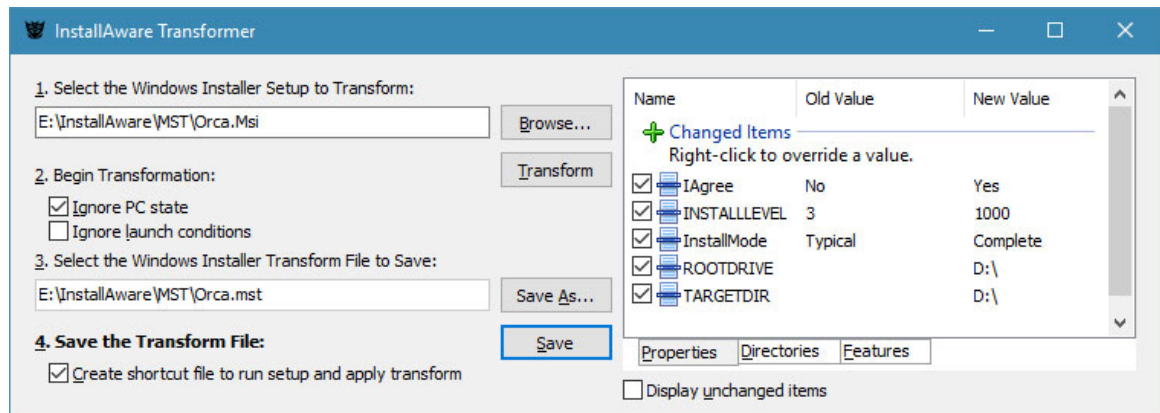 InstallAware Transformer
1. Select the Windows Installer Setup to Transform:
E:\InstallAware\MST\Orca.Msi
Browse...
2. Begin Transformation:
Transform
Ignore PC state
Ignore launch conditions
3. Select the Windows Installer Transform File to Save:
E:\InstallAware\MST\Orca.mst
Save As...
4. Save the Transform File:
Save
Create shortcut file to run setup and apply transform
Name Old Value New Value
Changed Items
Right-click to override a value.
IAgree No Yes
INSTALLLEVEL 3 1000
InstallMode Typical Complete
ROOTDRIVE D:\
TARGETDIR D:\
Properties Directories Features
Display unchanged items